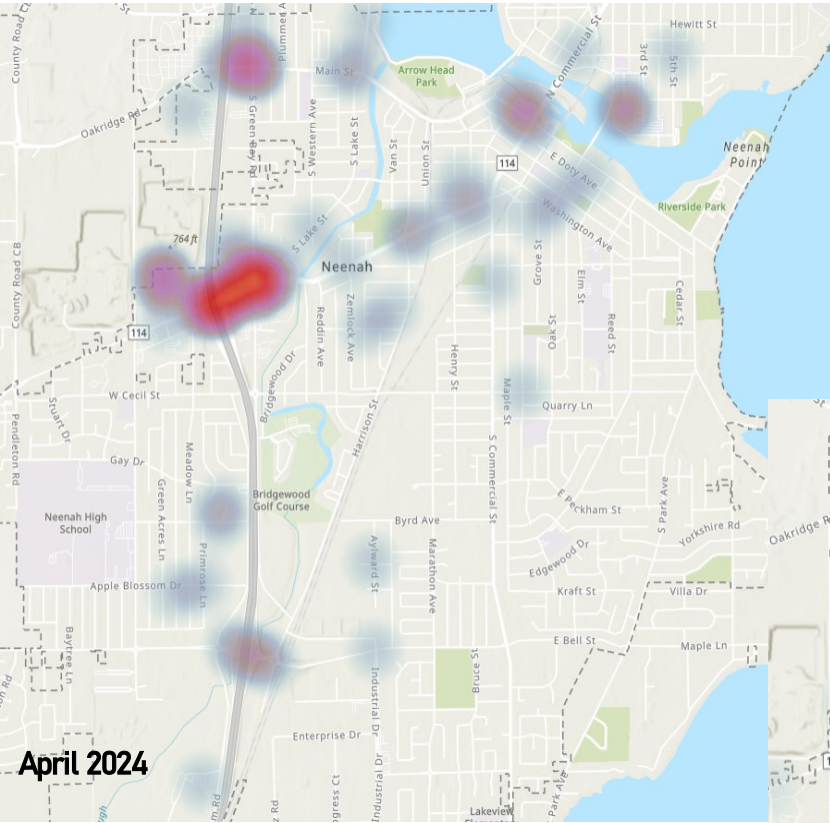 Hewitt St
N Commercial St
3rd St
5th St
Main St
Arrow Head
Park
County Road CB
Oakridge Rd
S Green Bay Rd
S Western Ave
S Lake St
Van St
Union St
114
E Doty Ave
Neenah
Point
Riverside Park
Washington Ave
764 ft
S Lake St
Neenah
Grove St
Elm St
Cedar St
114
Reddin Ave
Zemlock Ave
Oak St
Reed St
Henry St
W Cecil St
Bridgewood Dr
Maple St
Quarry Ln
Stuart Dr
Pendleton Rd
Harrison St
S Commercial St
Gay Dr
Meadow Ln
Green Acres Ln
Bridgewood
Golf Course
Neenah High
School
Byrd Ave
E Peckham St
S Park Ave
Yorkshire Rd
Oakridge R
Edgewood Dr
Aylward St
Marathon Ave
Primrose Ln
Apple Blossom Dr
Kraft St
Villa Dr
E Bell St
Maple Ln
Baytree Ln
Bruce St
Industrial Dr
Enterprise Dr
April 2024
Industrial Dr
Park Ave
Lakeview